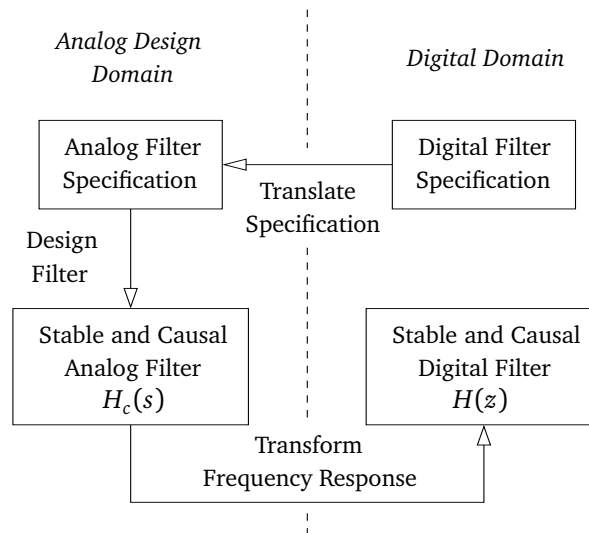 Analog Design
Domain
Digital Domain
Analog Filter
Specification
Digital Filter
Specification
Translate
Specification
Design
Filter
Stable and Causal
Analog Filter
H_c(s)
Stable and Causal
Digital Filter
H(z)
Transform
Frequency Response